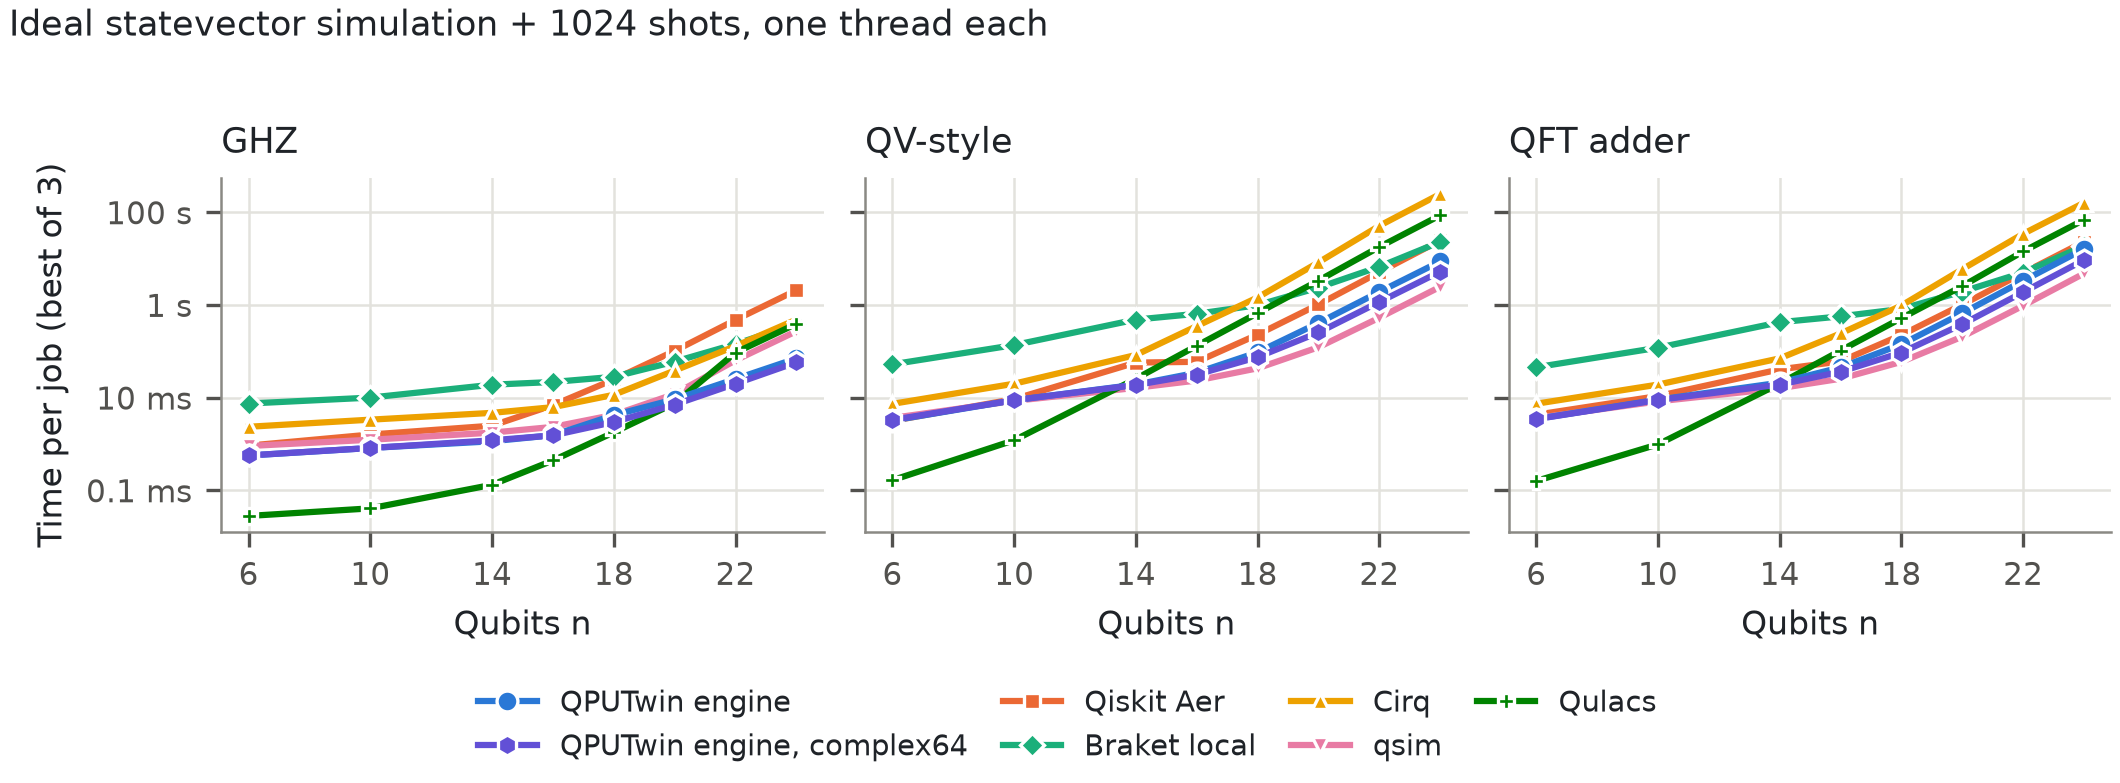 Ideal statevector simulation + 1024 shots, one thread each
GHZ
QV-style
QFT adder
Time per job (best of 3)
100 s
1 s
10 ms
0.1 ms
6 10 14 18 22
6 10 14 18 22
6 10 14 18 22
Qubits n
Qubits n
Qubits n
QPUTwin engine
QPUTwin engine, complex64
Qiskit Aer
Braket local
Cirq
qsim
Qulacs